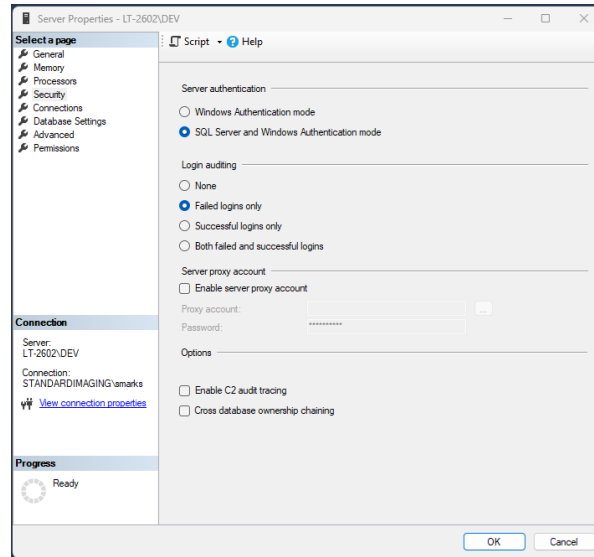 Server Properties - LT-2602\DEV
Select a page
General
Memory
Processors
Security
Connections
Database Settings
Advanced
Permissions
Script
Help
Server authentication
Windows Authentication mode
SQL Server and Windows Authentication mode
Login auditing
None
Failed logins only
Successful logins only
Both failed and successful logins
Server proxy account
Enable server proxy account
Proxy account:
...
Password:
**********
Options
Enable C2 audit tracing
Cross database ownership chaining
Connection
Server:
LT-2602\DEV
Connection:
STANDARDIMAGING\smarks
View connection properties
Progress
Ready
OK
Cancel